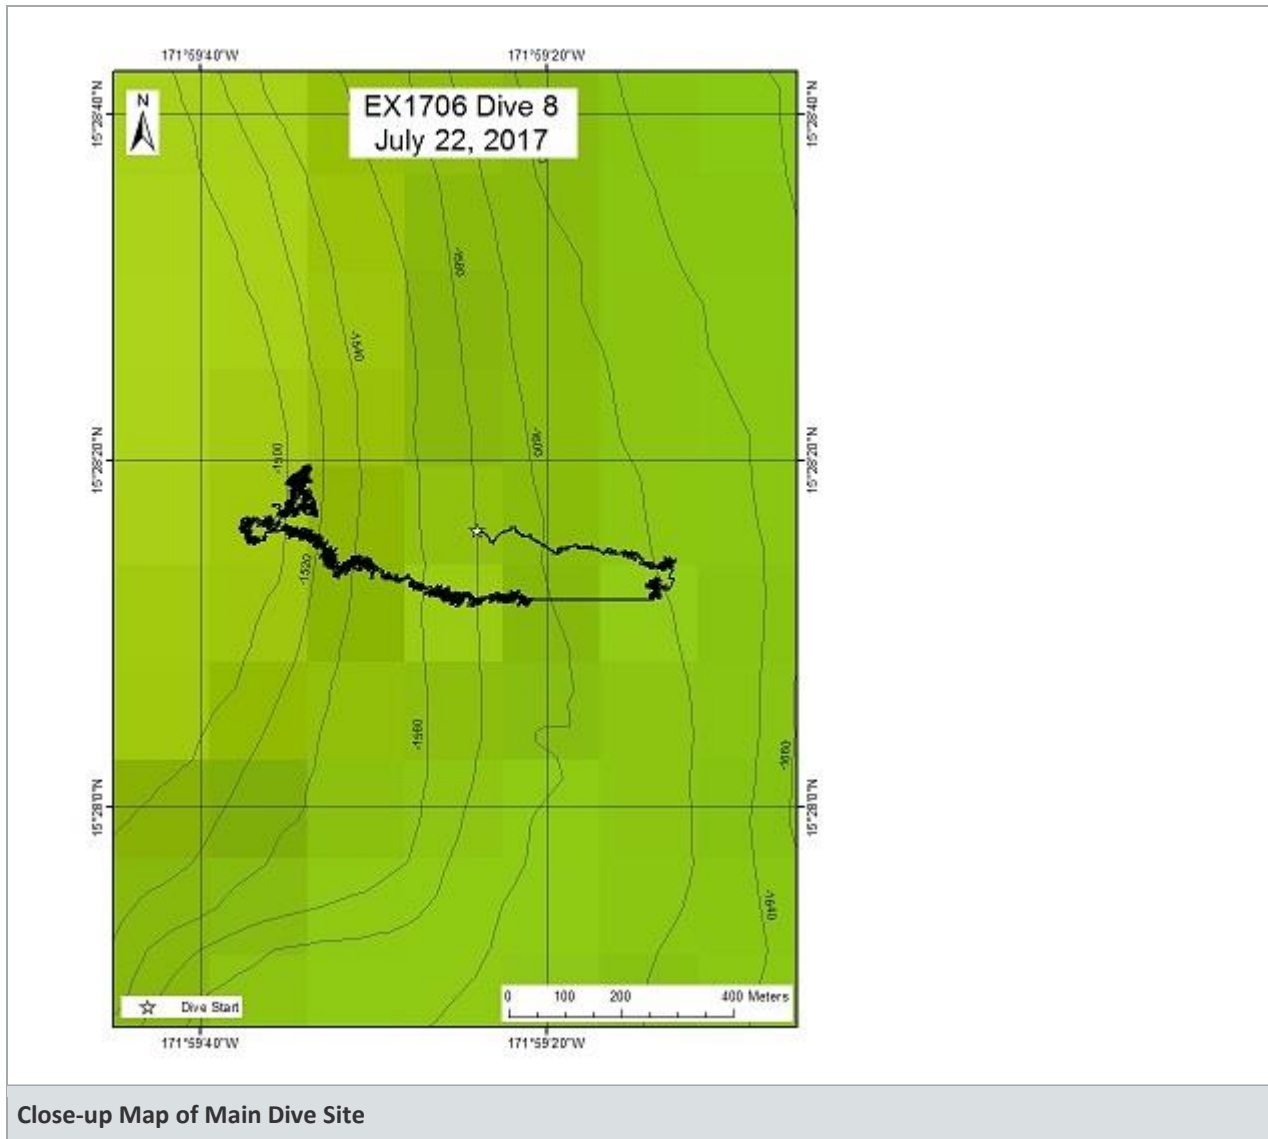 171°59'40"W 171°59'20"W
N
EX1706 Dive 8
July 22, 2017
15°28'40"N 15°28'40"N
-1580
-1540
-1600
-1500
15°28'20"N 15°28'20"N
-1520
-1560
-1660
15°28'0"N 15°28'0"N
-1640
Dive Start
0 100 200 400 Meters
171°59'40"W 171°59'20"W
Close-up Map of Main Dive Site